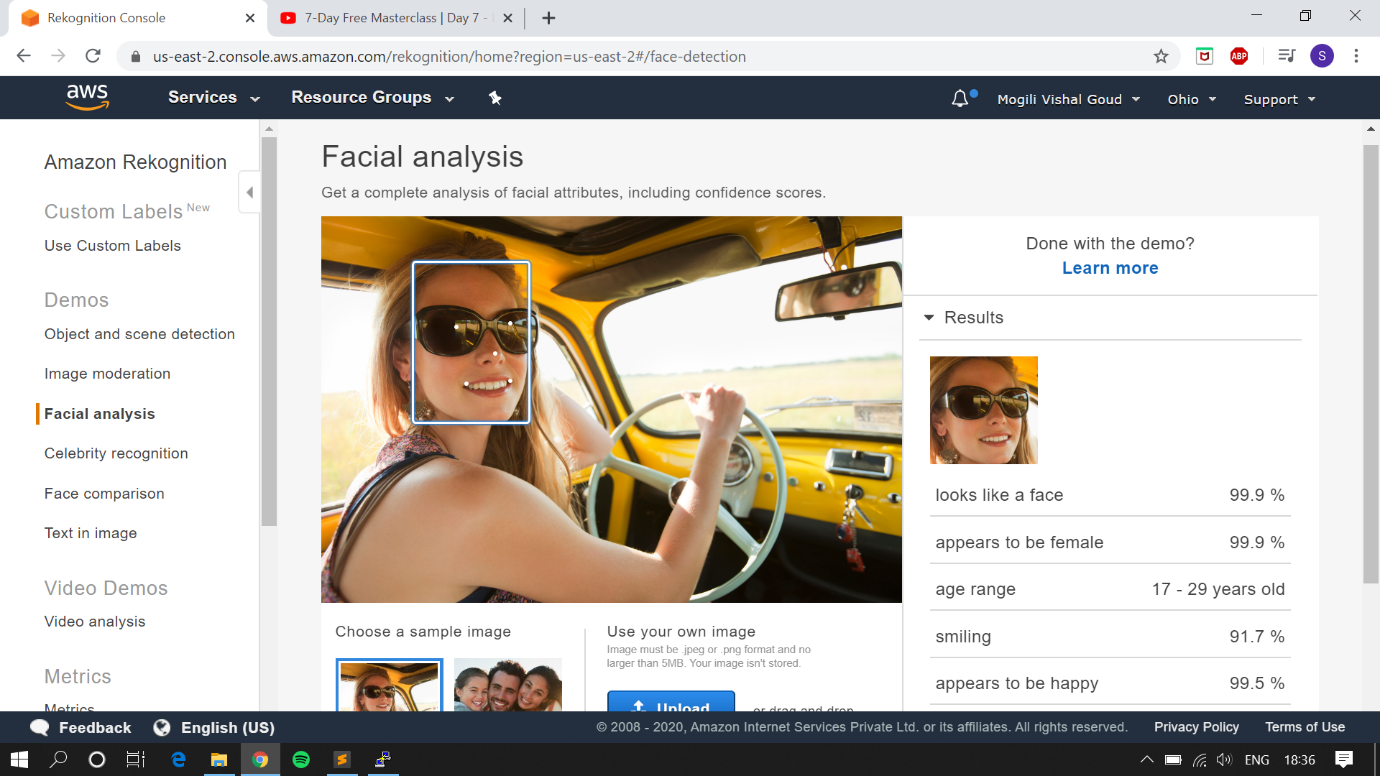 Rekognition Console
7-Day Free Masterclass | Day 7 -
us-east-2.console.aws.amazon.com/rekognition/home?region=us-east-2#/face-detection
ABP
S
aws
Services
Resource Groups
Mogili Vishal Goud
Ohio
Support
Amazon Rekognition
Custom Labels New
Use Custom Labels
Demos
Object and scene detection
Image moderation
Facial analysis
Celebrity recognition
Face comparison
Text in image
Video Demos
Video analysis
Metrics
Metrics
Facial analysis
Get a complete analysis of facial attributes, including confidence scores.
Choose a sample image
Use your own image
Image must be .jpeg or .png format and no
larger than 5MB. Your image isn't stored.
Upload
or drag and drop
Done with the demo?
Learn more
Results
looks like a face 99.9 %
appears to be female 99.9 %
age range 17 - 29 years old
smiling 91.7 %
appears to be happy 99.5 %
Feedback
English (US)
© 2008 - 2020, Amazon Internet Services Private Ltd. or its affiliates. All rights reserved.
Privacy Policy
Terms of Use
ENG
18:36